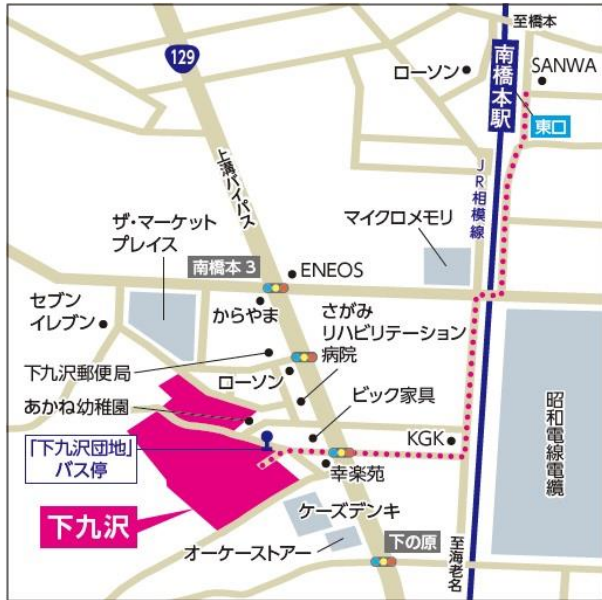 至橋本
129
ローソン
SANWA
南橋本駅
東口
上溝バイパス
JR相模線
ザ・マーケット
プレイス
マイクロメモリ
南橋本3
ENEOS
セブン
イレブン
からやま
さがみ
リハビリテーション
病院
下九沢郵便局
ローソン
ビック家具
あかね幼稚園
KGK
昭和電線電纜
「下九沢団地」
バス停
幸楽苑
下九沢
ケーズデンキ
オーケーストアー
下の原
至海老名